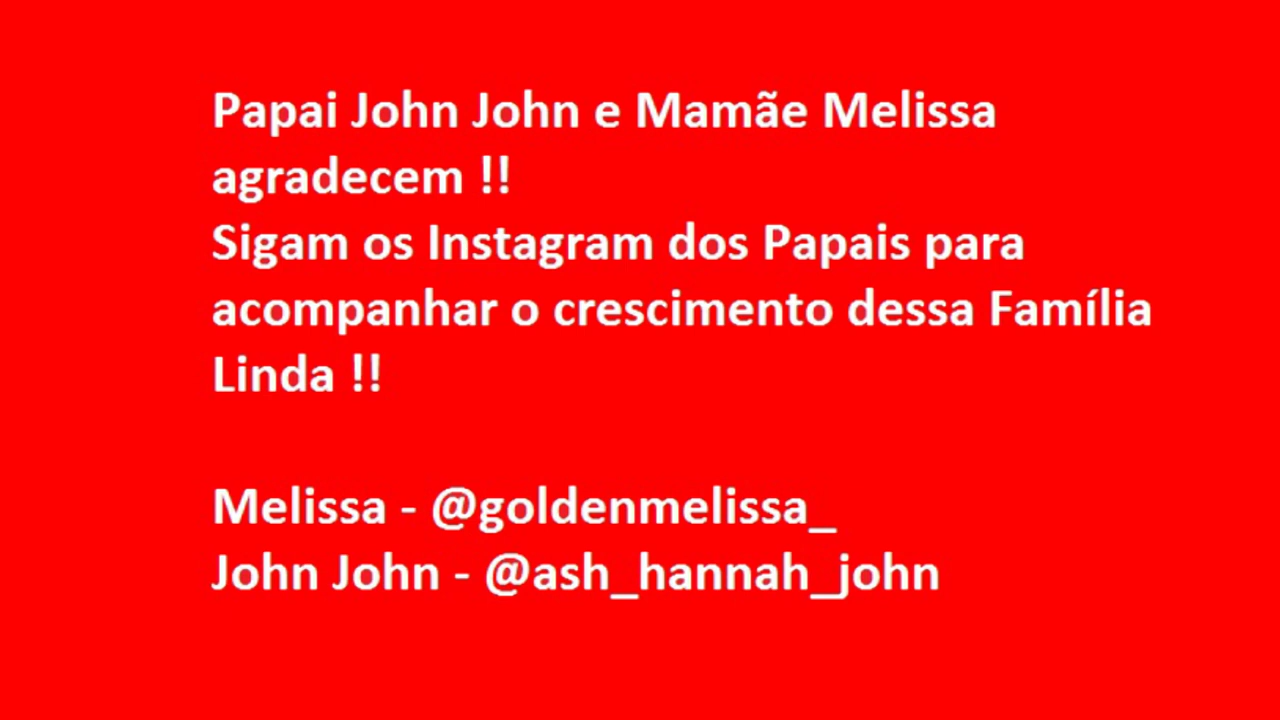 Papai John John e Mamãe Melissa
agradecem !!
Sigam os Instagram dos Papais para
acompanhar o crescimento dessa Família
Linda !!
Melissa - @goldenmelissa_
John John - @ash_hannah_john